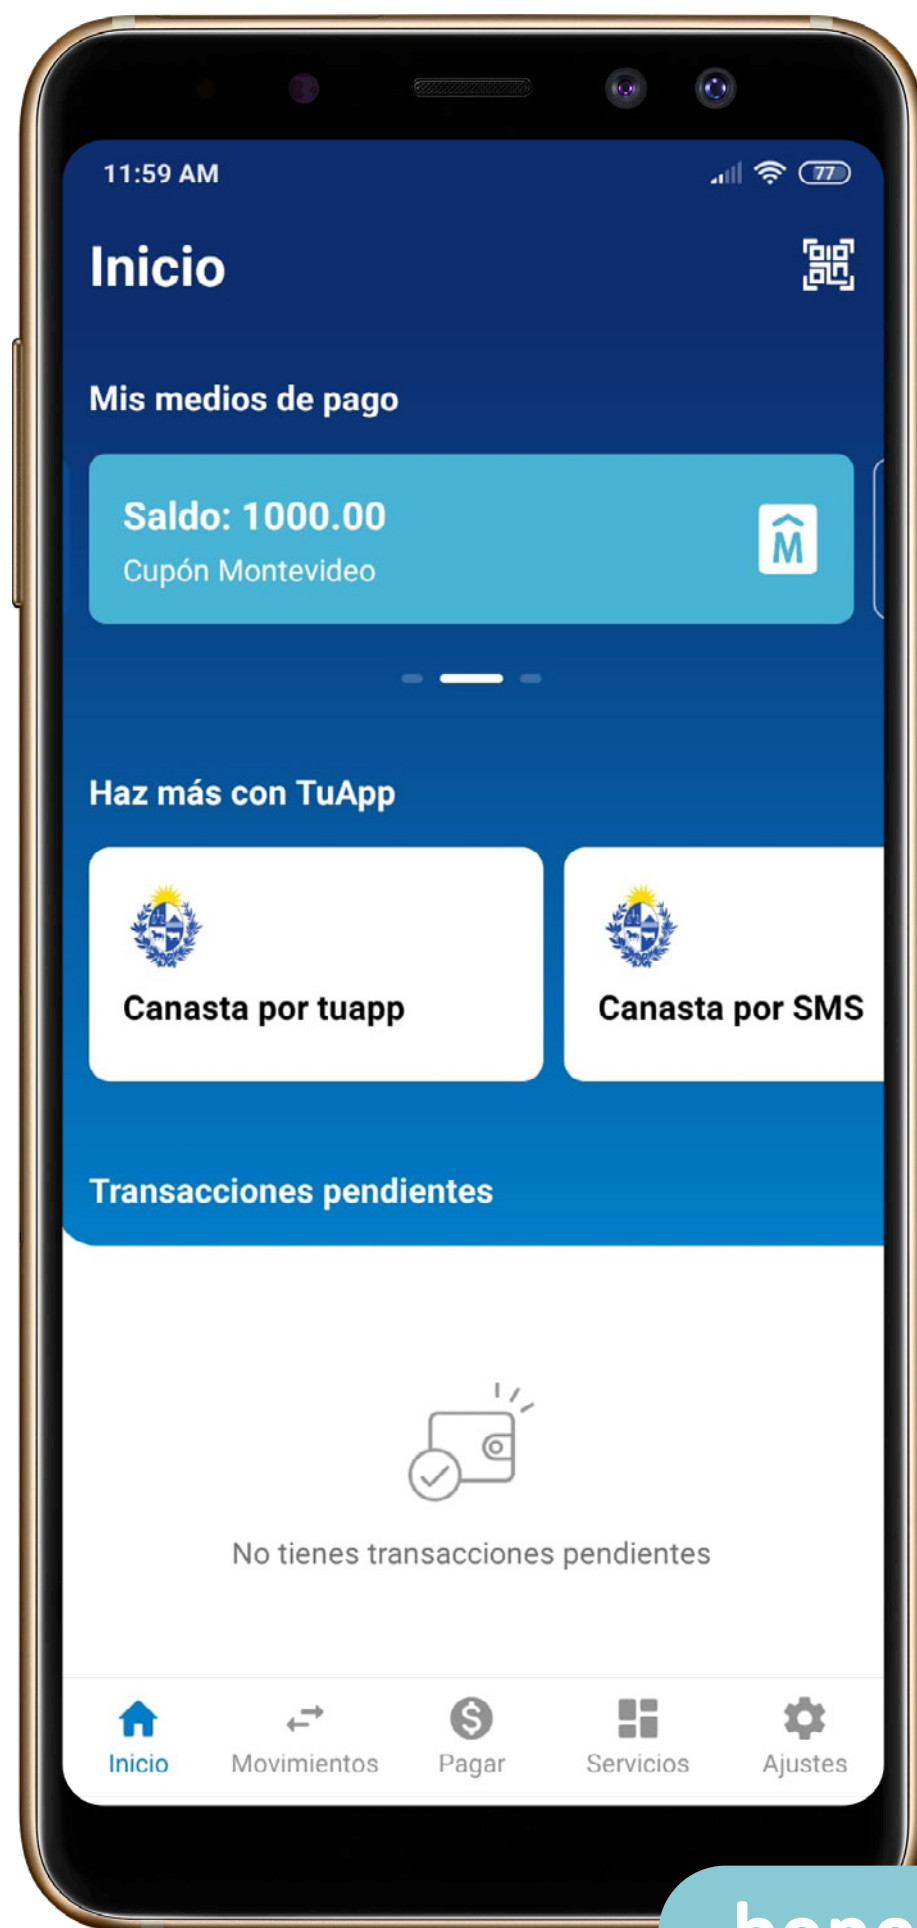 11:59 AM
77
Inicio
Mis medios de pago
Saldo: 1000.00
Cupón Montevideo
M
Haz más con TuApp
Canasta por tuapp
Canasta por SMS
Transacciones pendientes
No tienes transacciones pendientes
Inicio
Movimientos
Pagar
Servicios
Ajustes